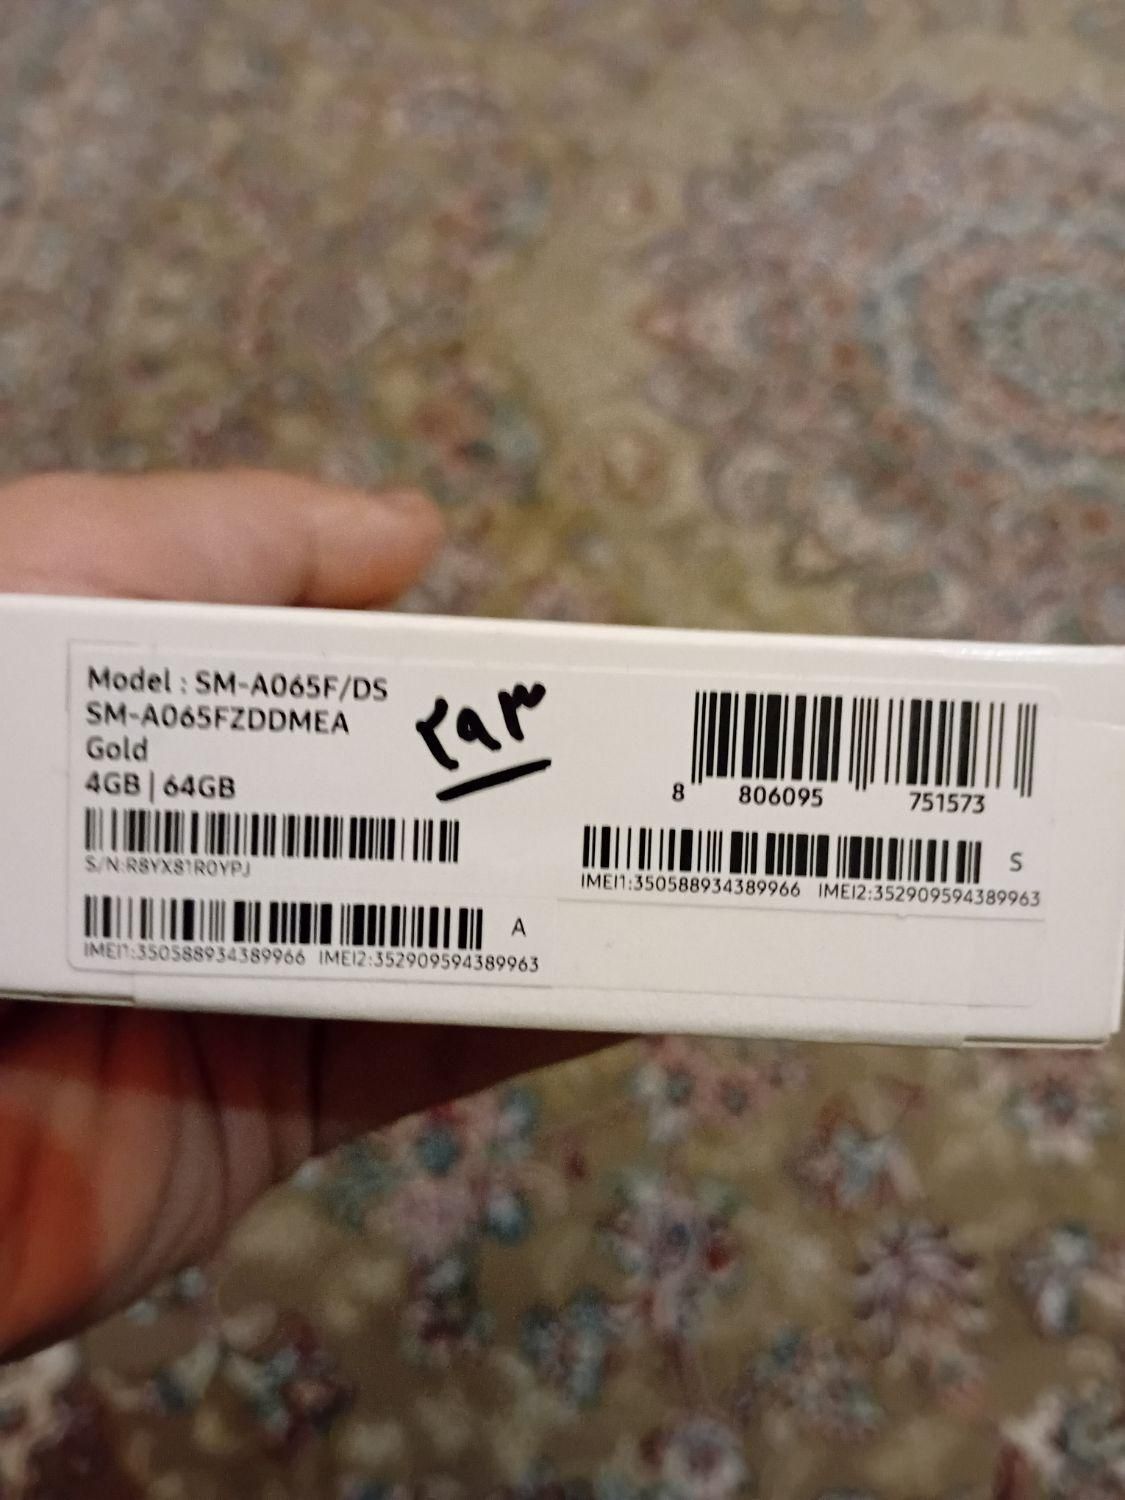 Model : SM-A065F/DS
SM-A065FZDDMEA
Gold
4GB | 64GB
S/N:R8YX81R0YPJ
IMEI1:350588934389966 IMEI2:352909594389963
A
۲۹۳
8 806095 751573
S
IMEI1:350588934389966 IMEI2:352909594389963